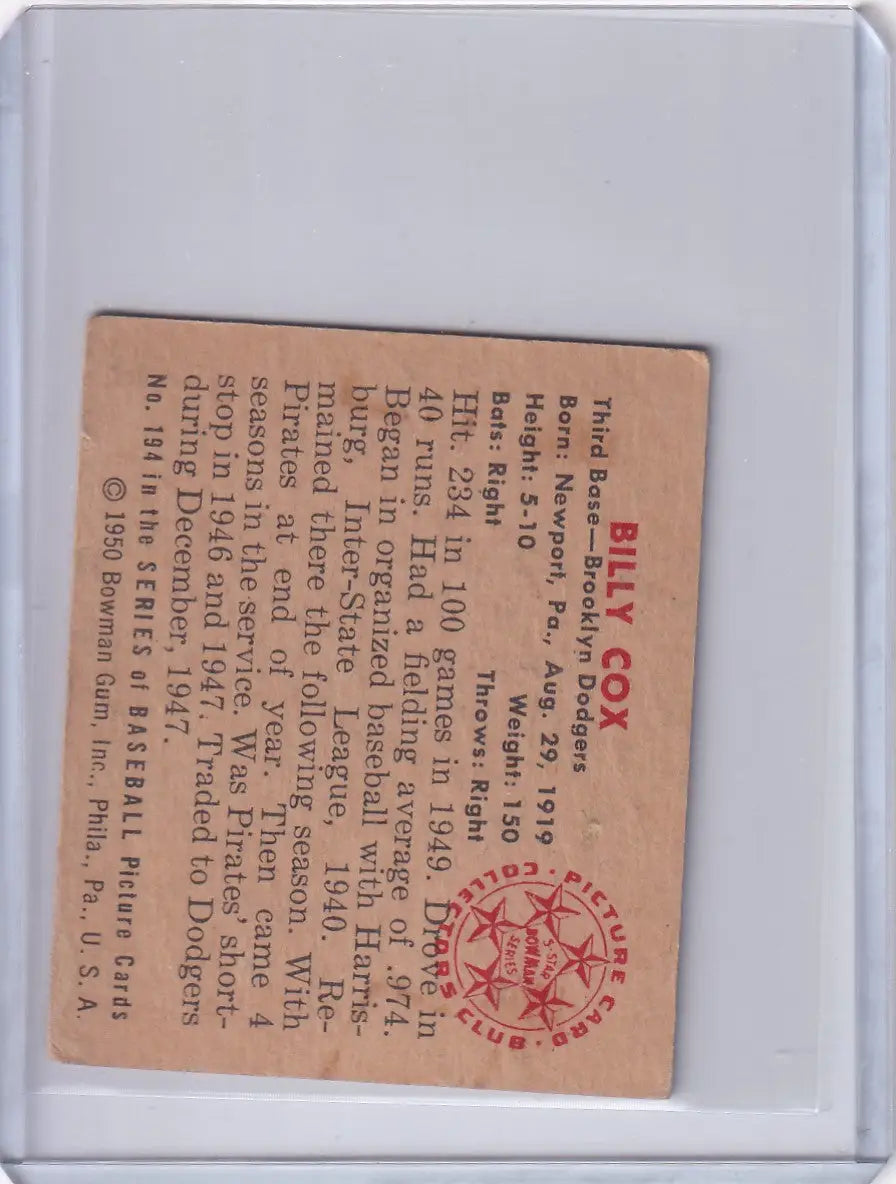 BILLY COX
Third Base—Brooklyn Dodgers
Born: Newport, Pa., Aug. 29, 1919
Height: 5-10 Weight: 150
Bats: Right Throws: Right
Hit. 234 in 100 games in 1949. Drove in
40 runs. Had a fielding average of .974.
Began in organized baseball with Harris-
burg, Inter-State League, 1940. Re-
mained there the following season. With
Pirates at end of year. Then came 4
seasons in the service. Was Pirates' short-
stop in 1946 and 1947. Traded to Dodgers
during December, 1947.
No. 194 in the SERIES of BASEBALL Picture Cards
© 1950 Bowman Gum, Inc., Phila., Pa., U. S. A.
PICTURE CARD · COLLECTORS CLUB ·
5-STAR
BOWMAN
SERIES